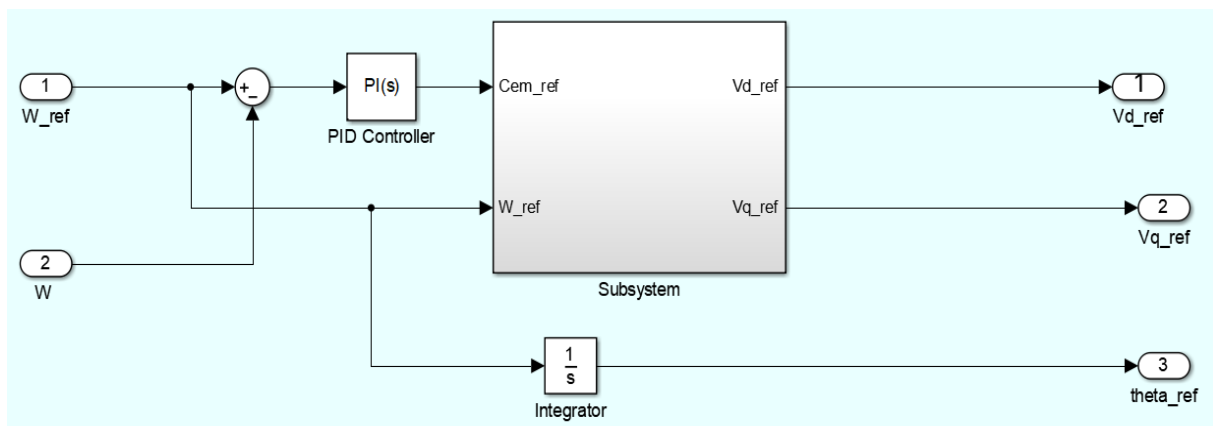 1
W_ref
+
-
PI(s)
PID Controller
Cem_ref
Vd_ref
1
Vd_ref
W_ref
Vq_ref
2
Vq_ref
2
W
Subsystem
1
s
Integrator
3
theta_ref